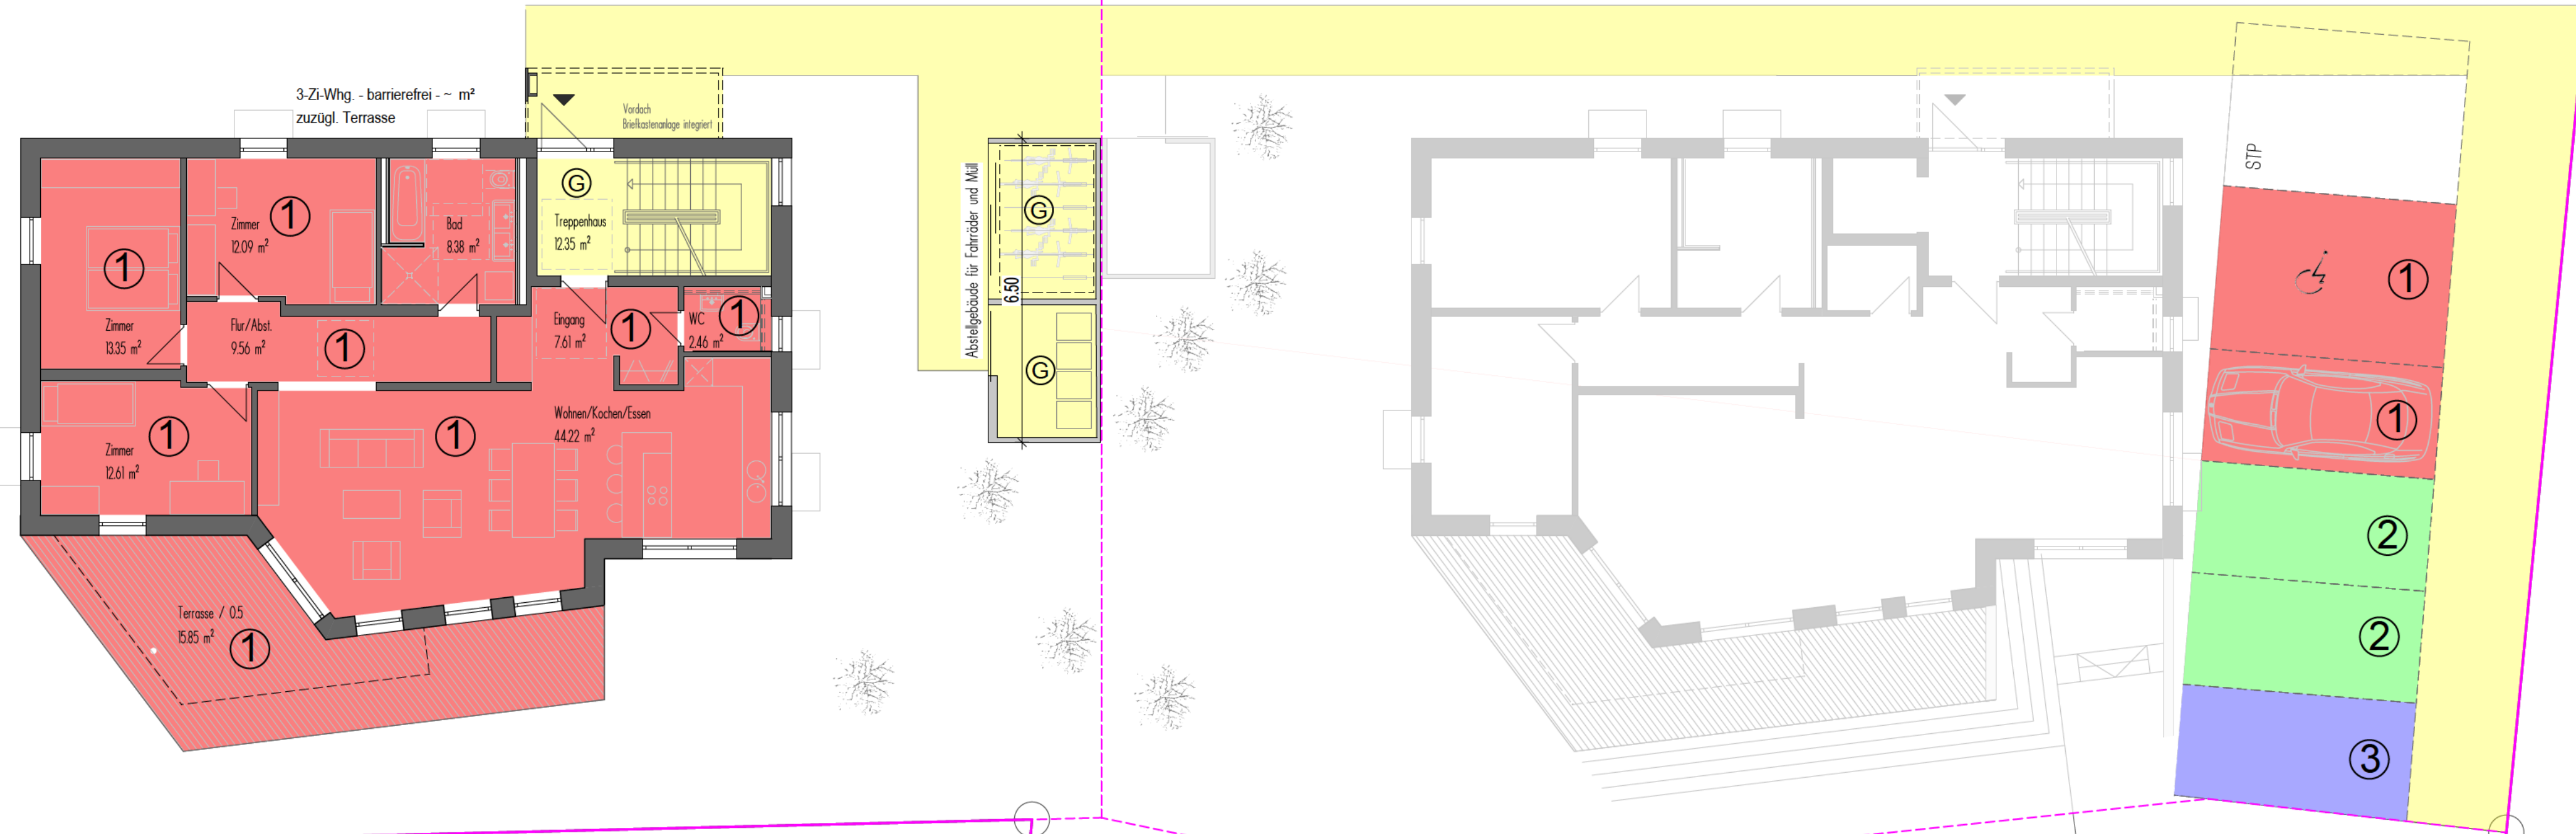 3-Zi-Whg. - barrierefrei - ~ m²
zuzügl. Terrasse
Vordach
Briefkastenanlage integriert
Zimmer
12.09 m²
1
1
Zimmer
13.35 m²
Bad
8.38 m²
G
Treppenhaus
12.35 m²
Flur/Abst.
9.56 m²
1
Eingang
7.61 m²
1
WC
2.46 m²
1
Zimmer
12.61 m²
1
1
Wohnen/Kochen/Essen
44.22 m²
Terrasse / 0.5
15.85 m²
1
Abstellgebäude für Fahrräder und Müll
6.50
G
G
STP
1
1
2
2
3